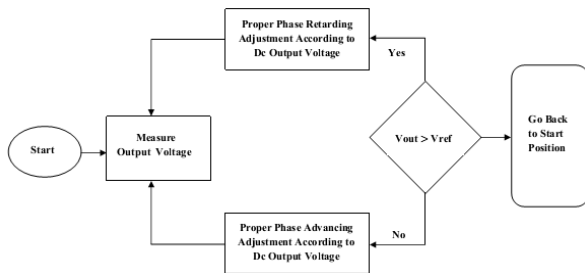 Proper Phase Retarding
Adjustment According to
Dc Output Voltage
Yes
Start
Measure
Output Voltage
Vout > Vref
Go Back
to Start
Position
Proper Phase Advancing
Adjustment According to
Dc Output Voltage
No